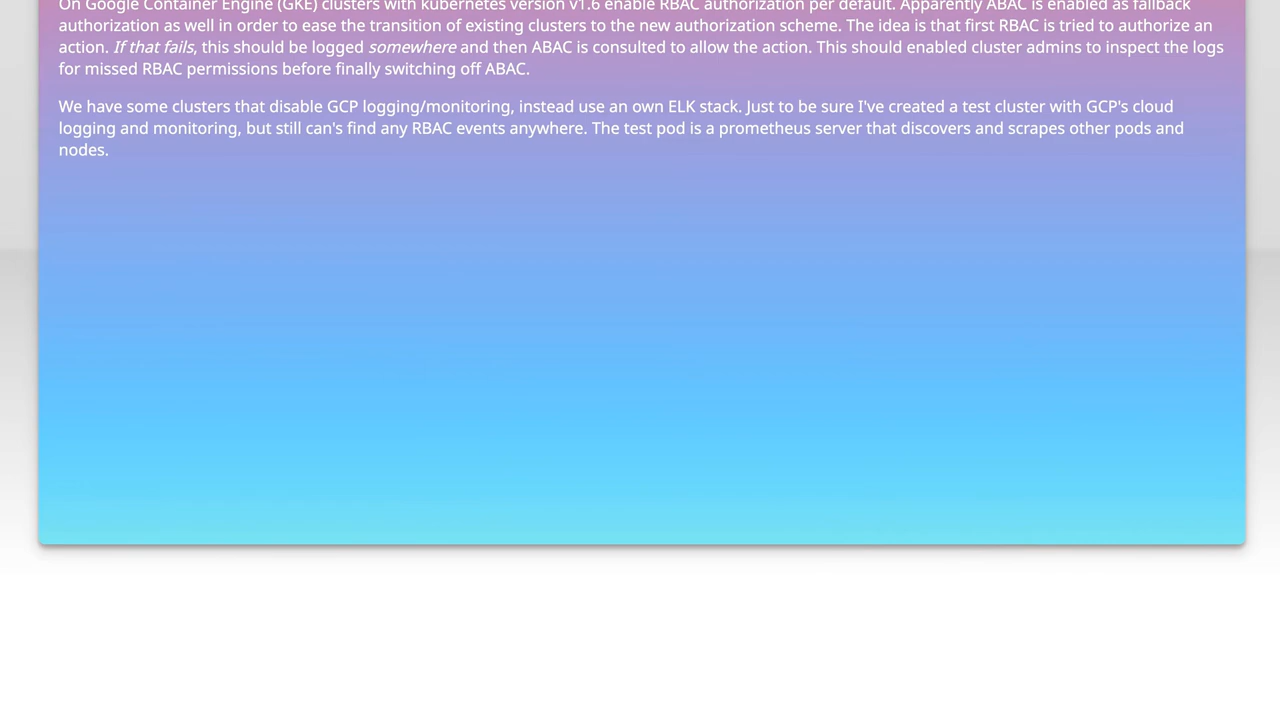 On Google Container Engine (GKE) clusters with kubernetes version v1.6 enable RBAC authorization per default. Apparently ABAC is enabled as fallback
authorization as well in order to ease the transition of existing clusters to the new authorization scheme. The idea is that first RBAC is tried to authorize an
action. If that fails, this should be logged somewhere and then ABAC is consulted to allow the action. This should enabled cluster admins to inspect the logs
for missed RBAC permissions before finally switching off ABAC.
We have some clusters that disable GCP logging/monitoring, instead use an own ELK stack. Just to be sure I've created a test cluster with GCP's cloud
logging and monitoring, but still can's find any RBAC events anywhere. The test pod is a prometheus server that discovers and scrapes other pods and
nodes.